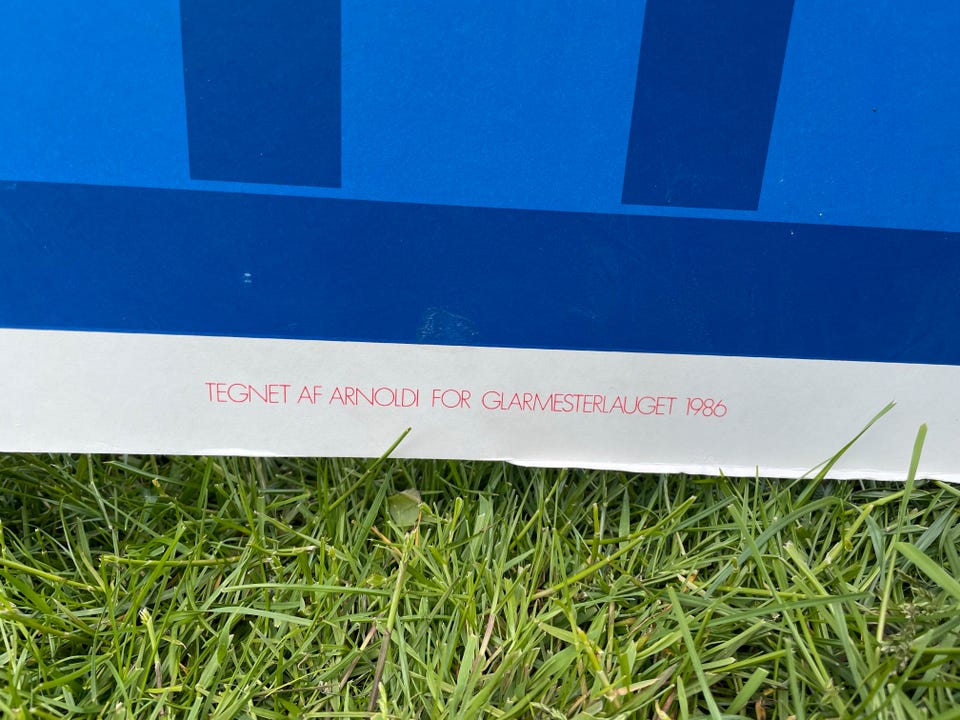 TEGNET AF ARNOLDI FOR GLARMESTERLAUGET 1986